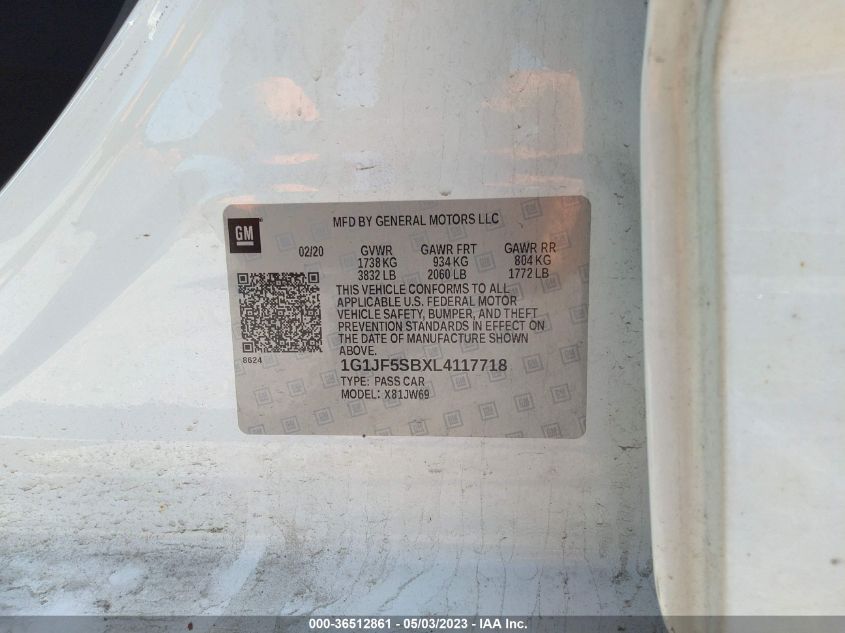 GM
MFD BY GENERAL MOTORS LLC
02/20 GVWR GAWR FRT GAWR RR
1738 KG 934 KG 804 KG
3832 LB 2060 LB 1772 LB
THIS VEHICLE CONFORMS TO ALL
APPLICABLE U.S. FEDERAL MOTOR
VEHICLE SAFETY, BUMPER, AND THEFT
PREVENTION STANDARDS IN EFFECT ON
THE DATE OF MANUFACTURE SHOWN
ABOVE.
8624
1G1JF5SBXL4117718
TYPE: PASS CAR
MODEL: X81JW69
000-36512861 - 05/03/2023 - © IAA Inc.